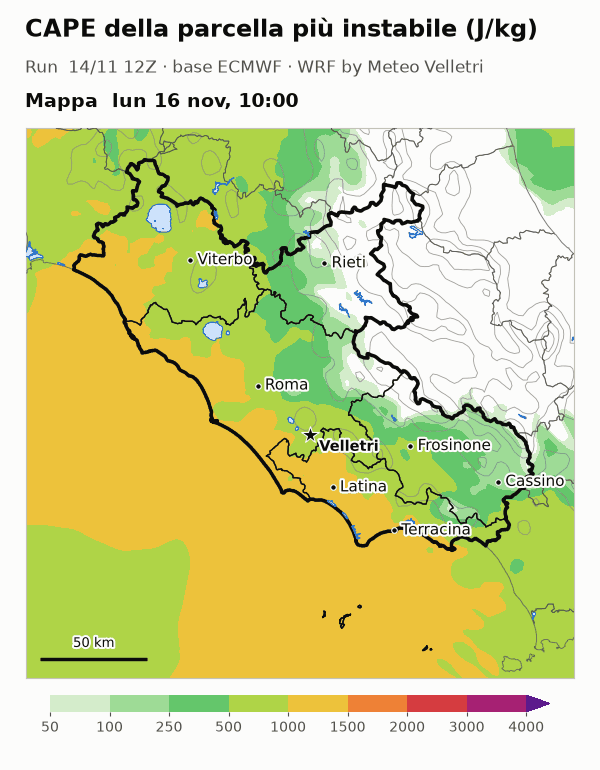 CAPE della parcella più instabile (J/kg)
Run  14/11 12Z · base ECMWF · WRF by Meteo Velletri
Mappa  lun 16 nov, 10:00
Viterbo
Rieti
Roma
Velletri
Frosinone
Latina
Cassino
Terracina
50 km
50 100 250 500 1000 1500 2000 3000 4000